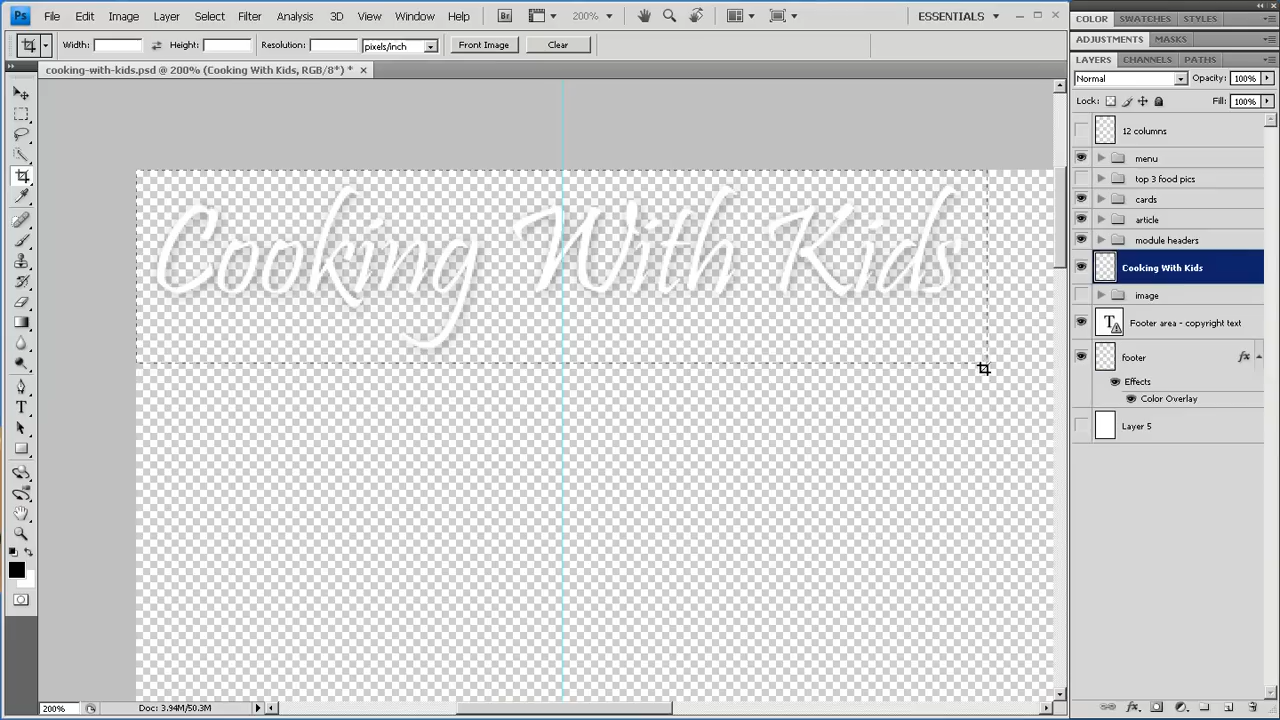 Ps File Edit Image Layer Select Filter Analysis 3D View Window Help Br 200% ESSENTIALS
Width: Height: Resolution: pixels/inch Front Image Clear
cooking-with-kids.psd @ 200% (Cooking With Kids, RGB/8*) *
Cooking With Kids
200% Doc: 3.94M/50.3M
COLOR SWATCHES STYLES
ADJUSTMENTS MASKS
LAYERS CHANNELS PATHS
Normal Opacity: 100%
Lock: Fill: 100%
12 columns
menu
top 3 food pics
cards
article
module headers
Cooking With Kids
image
T Footer area - copyright text
footer fx
Effects
Color Overlay
Layer 5